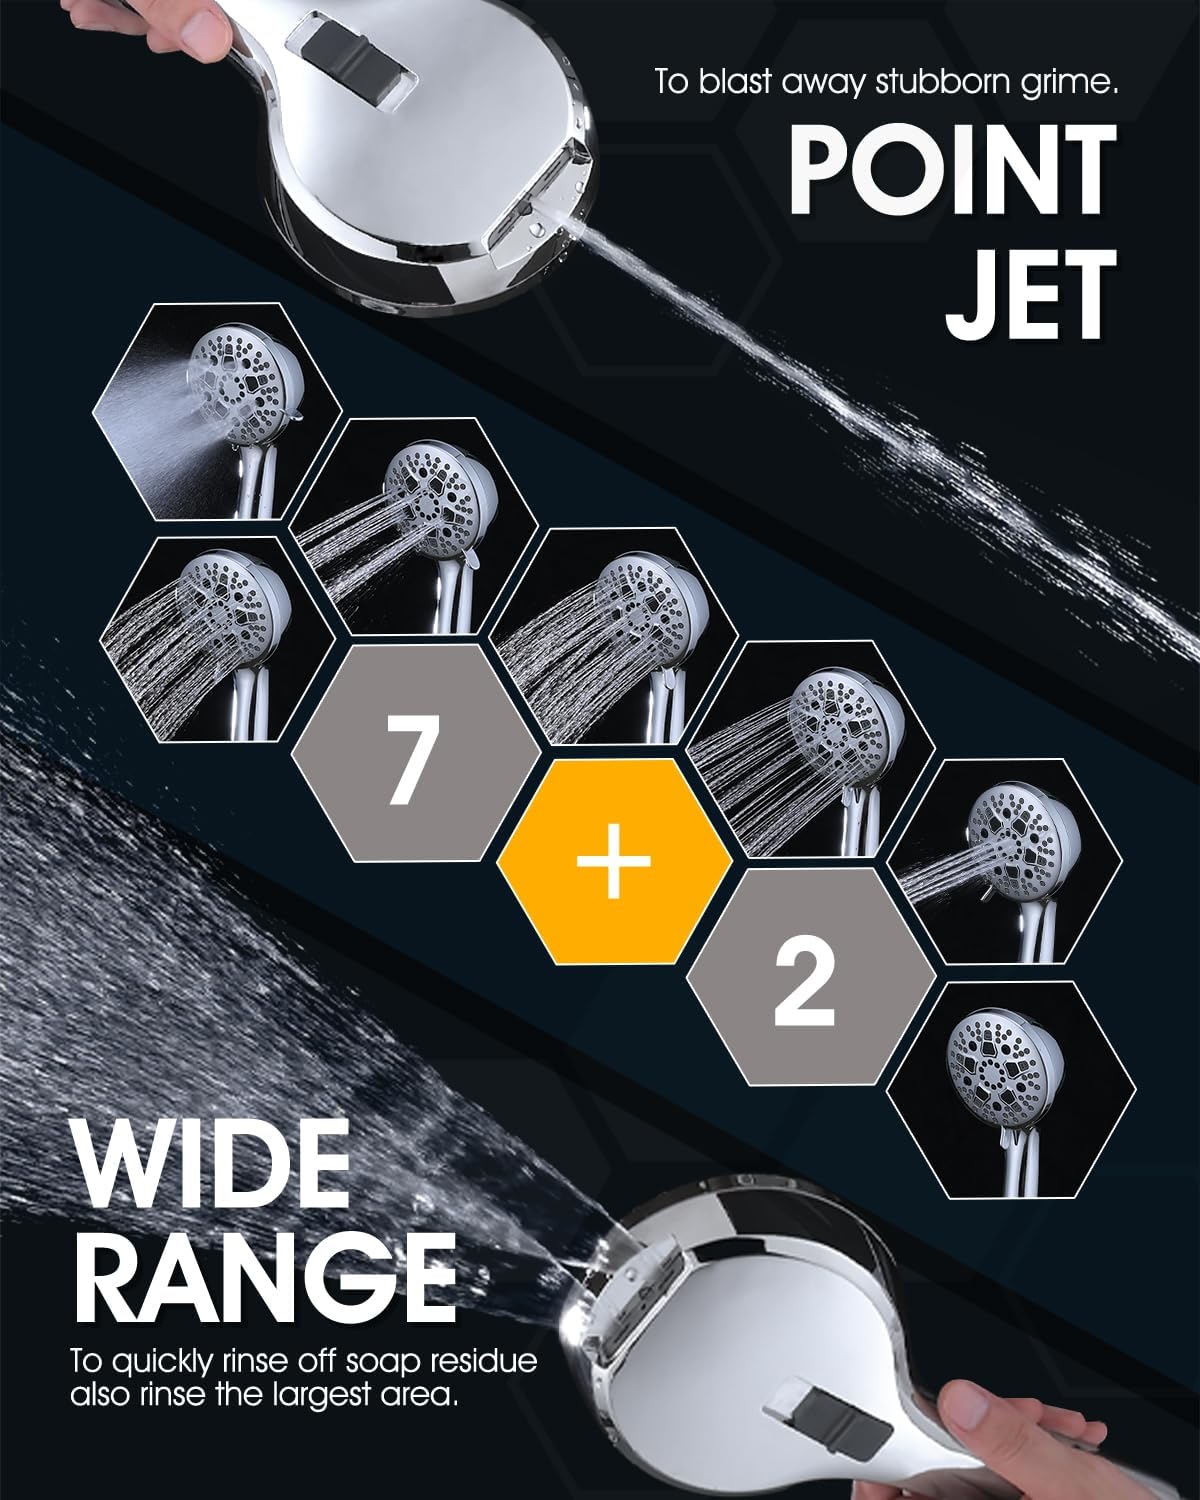 To blast away stubborn grime.
POINT
JET
7
+
2
WIDE
RANGE
To quickly rinse off soap residue
also rinse the largest area.